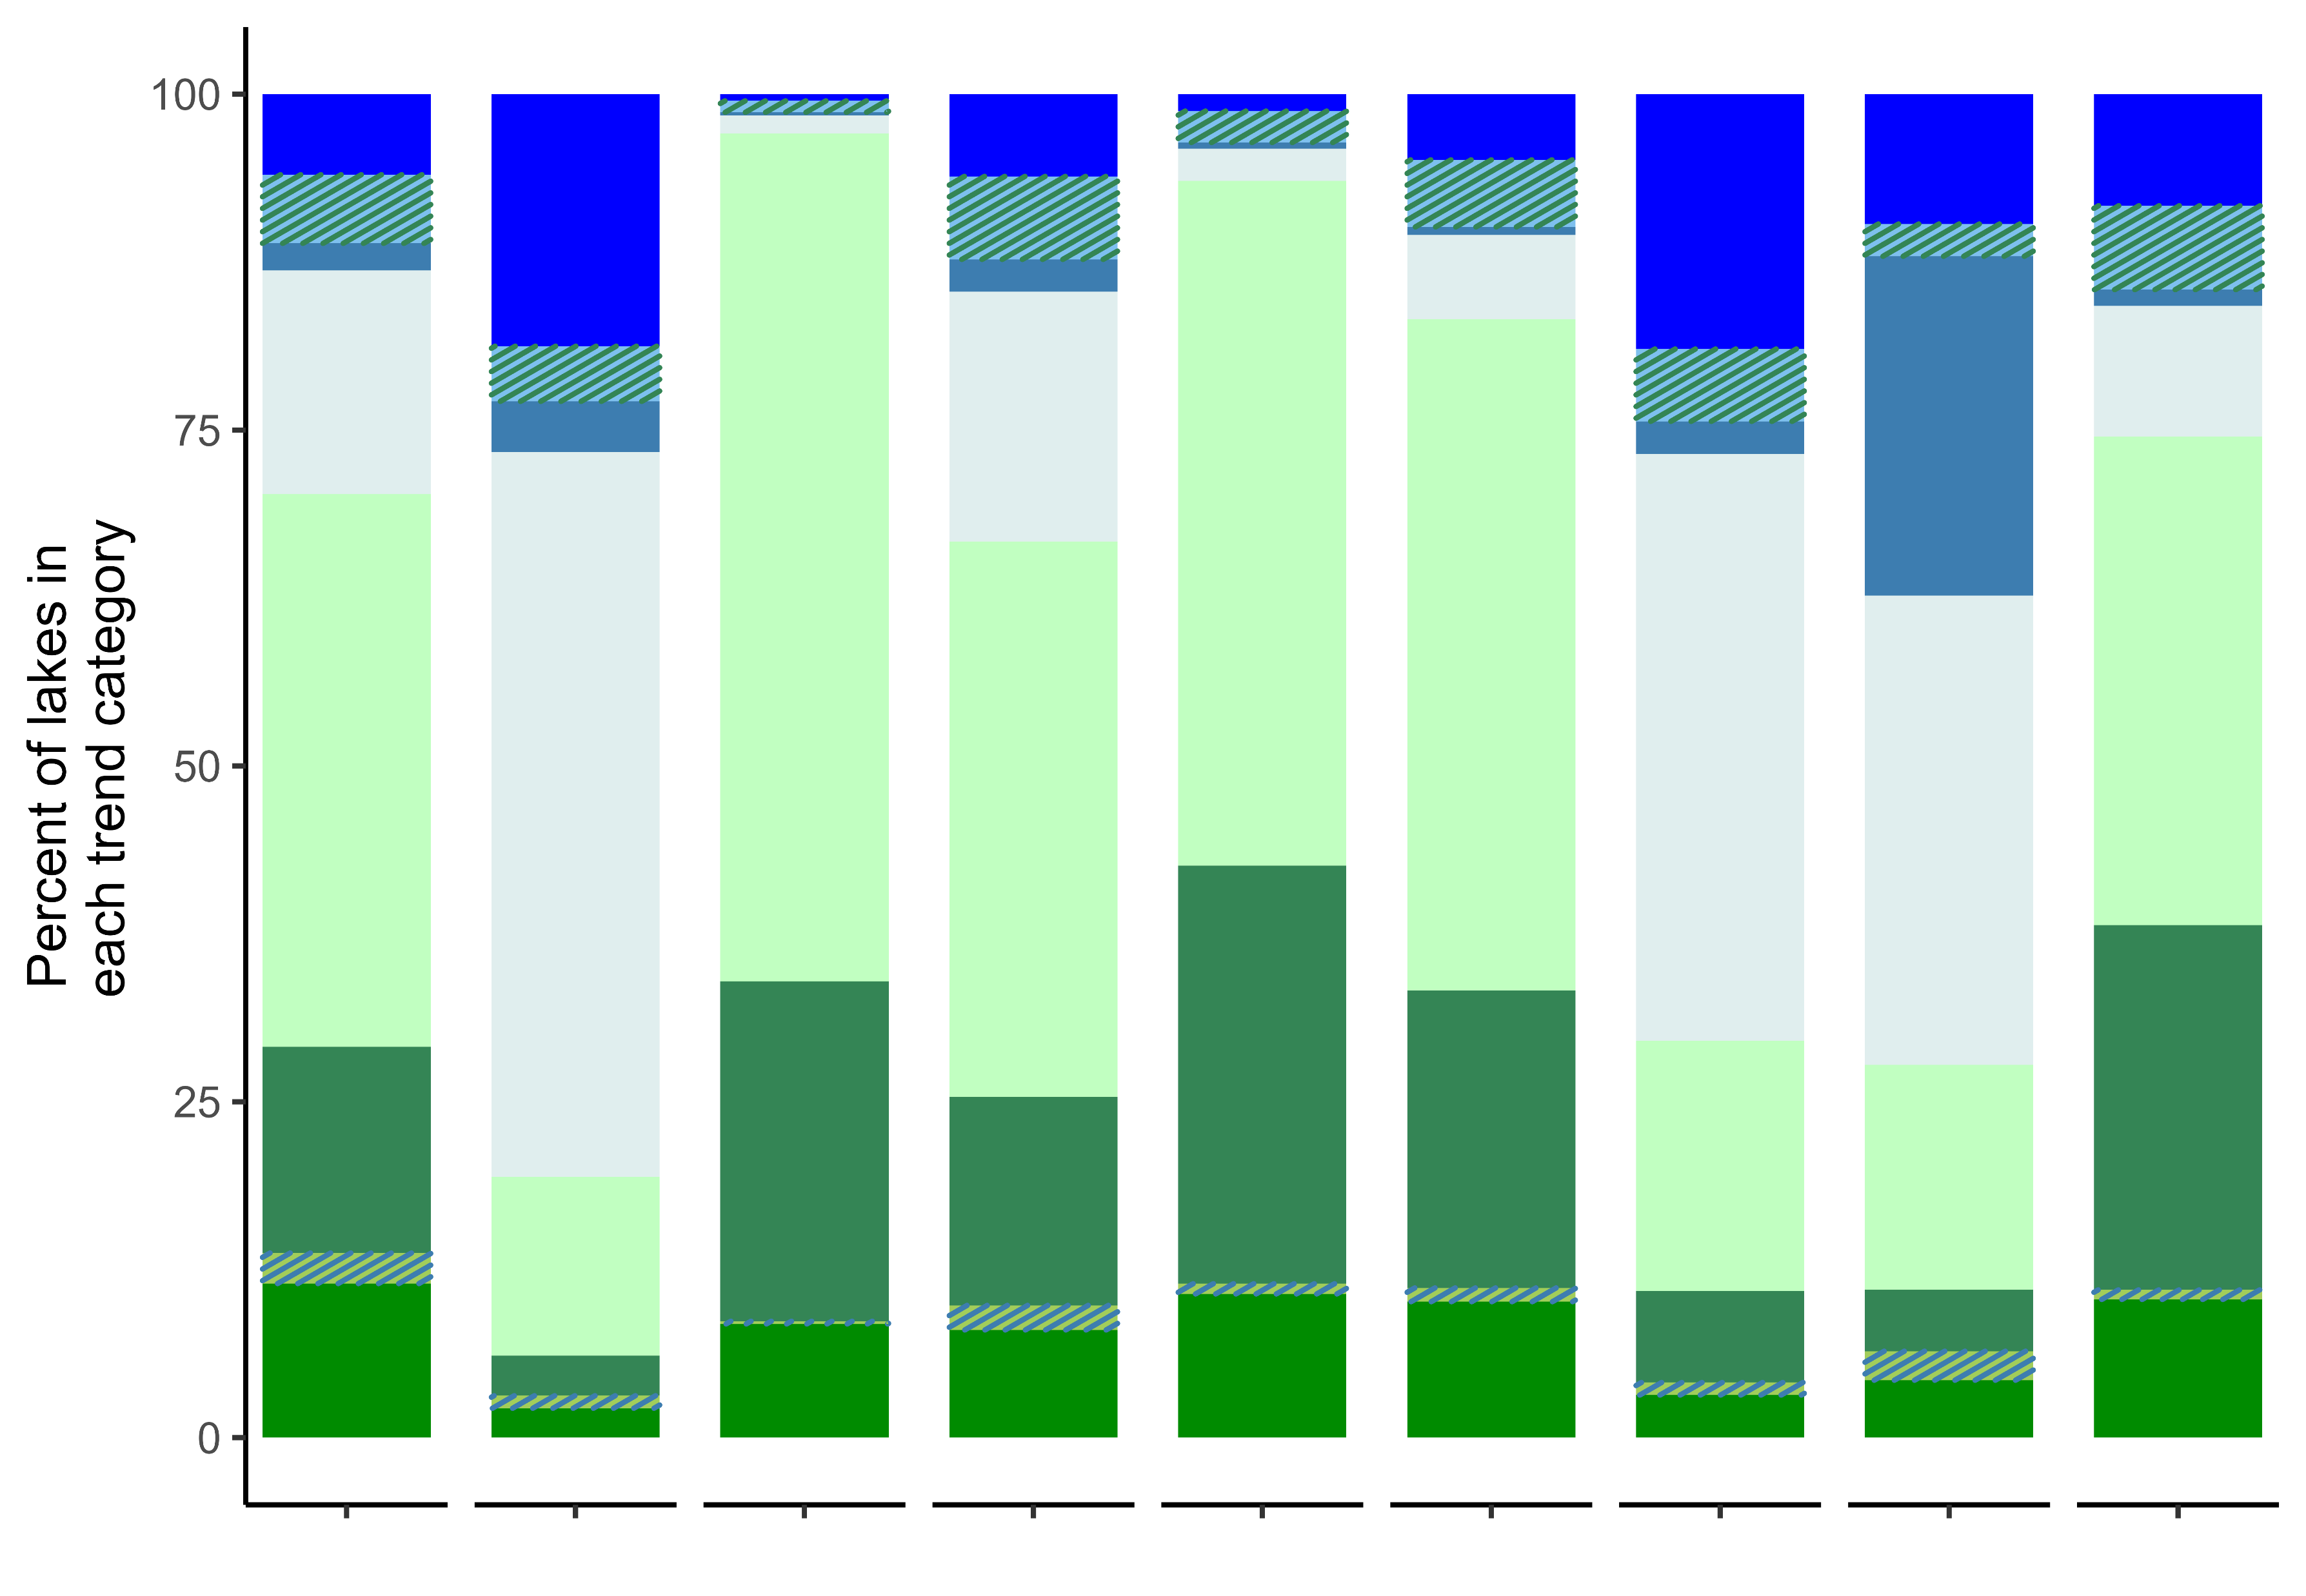 Percent of lakes in
each trend category
100
75
50
25
0